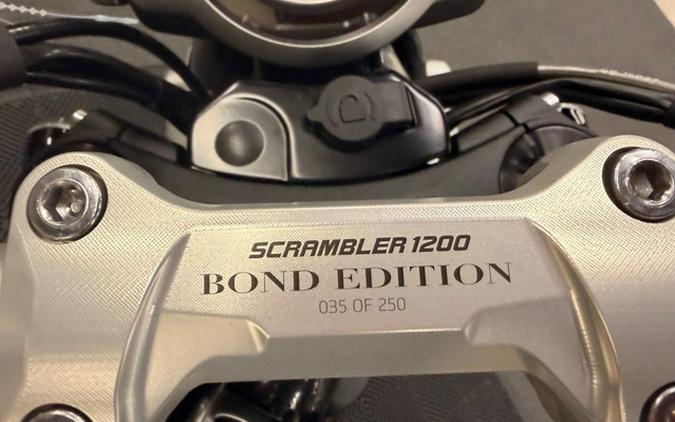 SCRAMBLER 1200
BOND EDITION
035 OF 250